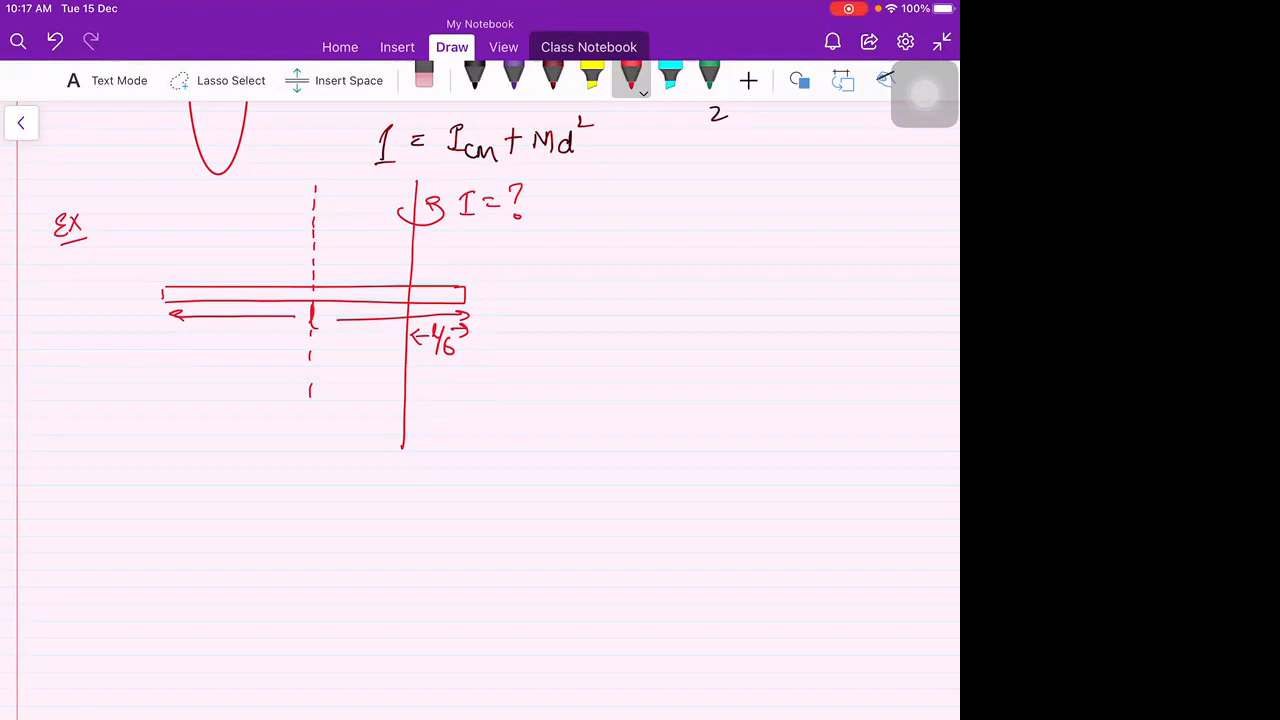 10:17 AM Tue 15 Dec
100%
My Notebook
Home Insert Draw View Class Notebook
Text Mode Lasso Select Insert Space
2
I = Icm + Md²
I = ?
Ex
l
l/6